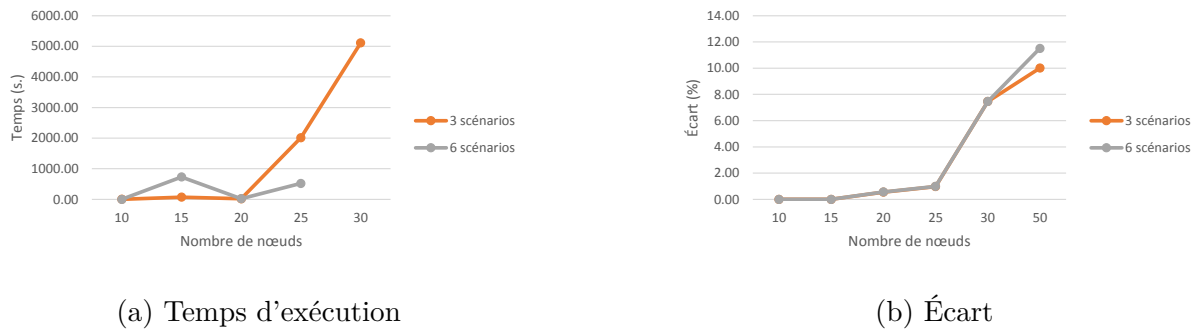 6000.00
5000.00
4000.00
3000.00
2000.00
1000.00
0.00
Temps (s.)
10 15 20 25 30
Nombre de nœuds
3 scénarios
6 scénarios
(a) Temps d'exécution
14.00
12.00
10.00
8.00
6.00
4.00
2.00
0.00
Écart (%)
10 15 20 25 30 50
Nombre de nœuds
3 scénarios
6 scénarios
(b) Écart